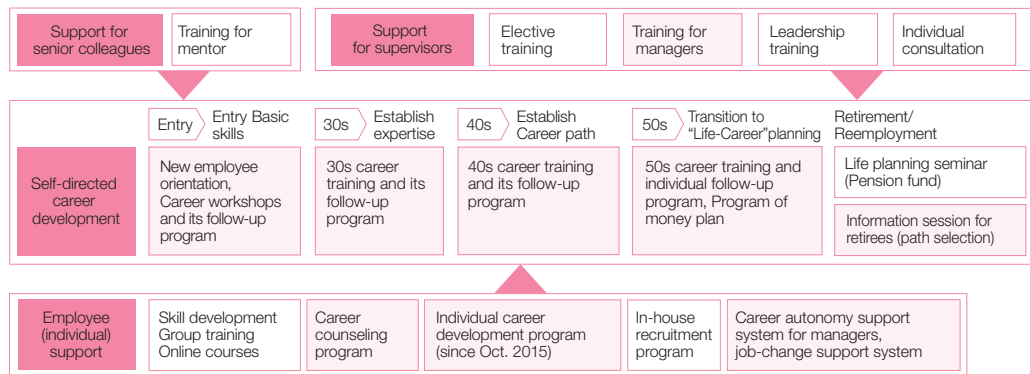 Support for
senior colleagues
Training for
mentor
Support
for supervisors
Elective
training
Training for
managers
Leadership
training
Individual
consultation
Entry
Entry Basic
skills
30s
Establish
expertise
40s
Establish
Career path
50s
Transition to
“Life-Career”planning
Retirement/
Reemployment
Self-directed
career
development
New employee
orientation,
Career workshops
and its follow-up
program
30s career
training and its
follow-up
program
40s career
training and its
follow-up
program
50s career training and
individual follow-up
program, Program of
money plan
Life planning seminar
(Pension fund)
Information session for
retirees (path selection)
Employee
(individual)
support
Skill development
Group training
Online courses
Career
counseling
program
Individual career
development program
(since Oct. 2015)
In-house
recruitment
program
Career autonomy support
system for managers,
job-change support system